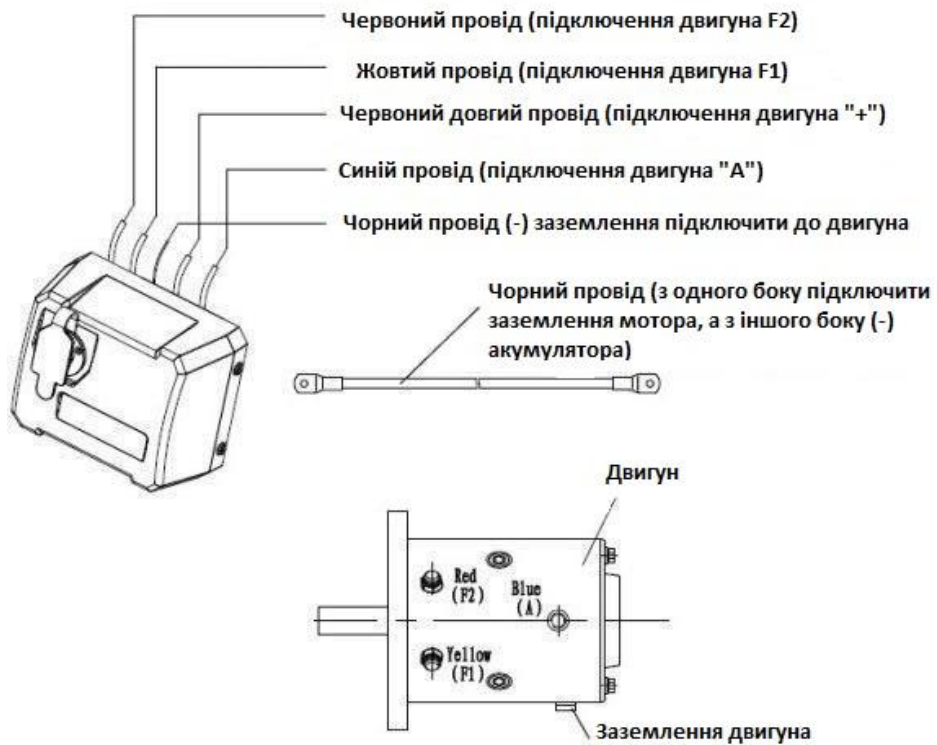 Червоний провід (підключення двигуна F2)
Жовтий провід (підключення двигуна F1)
Червоний довгий провід (підключення двигуна "+")
Синій провід (підключення двигуна "А")
Чорний провід (-) заземлення підключити до двигуна
Чорний провід (з одного боку підключити
заземлення мотора, а з іншого боку (-)
акумулятора)
Двигун
Red
(F2)
Blue
(A)
Yellow
(F1)
Заземлення двигуна